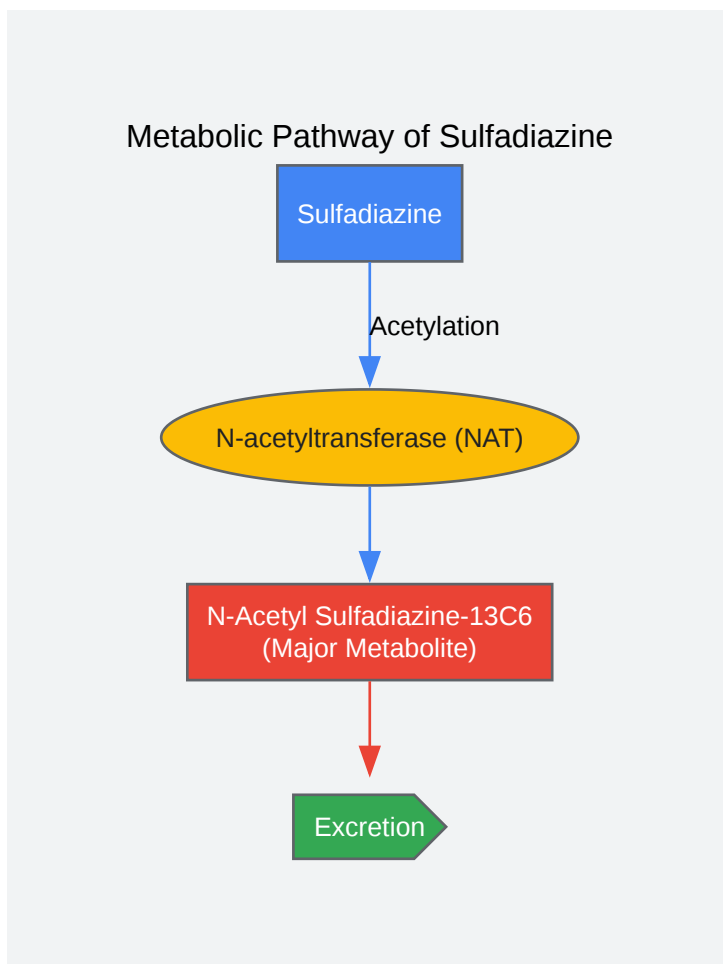 Metabolic Pathway of Sulfadiazine
Sulfadiazine
Acetylation
N-acetyltransferase (NAT)
N-Acetyl Sulfadiazine-13C6
(Major Metabolite)
Excretion